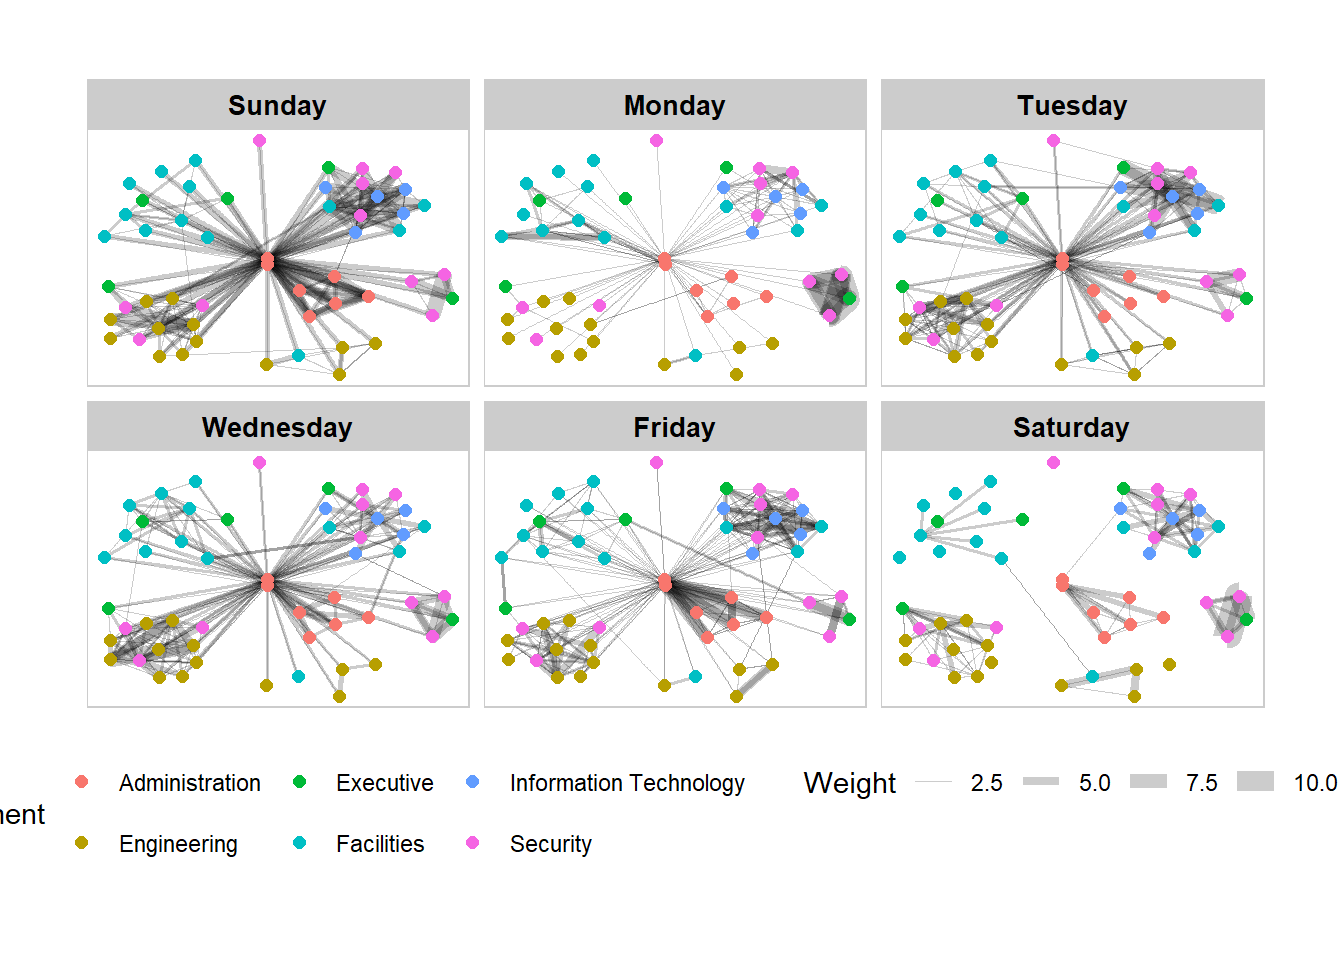 Sunday
Monday
Tuesday
Wednesday
Friday
Saturday
Administration
Executive
Information Technology
Weight
2.5
5.0
7.5
10.0
Engineering
Facilities
Security